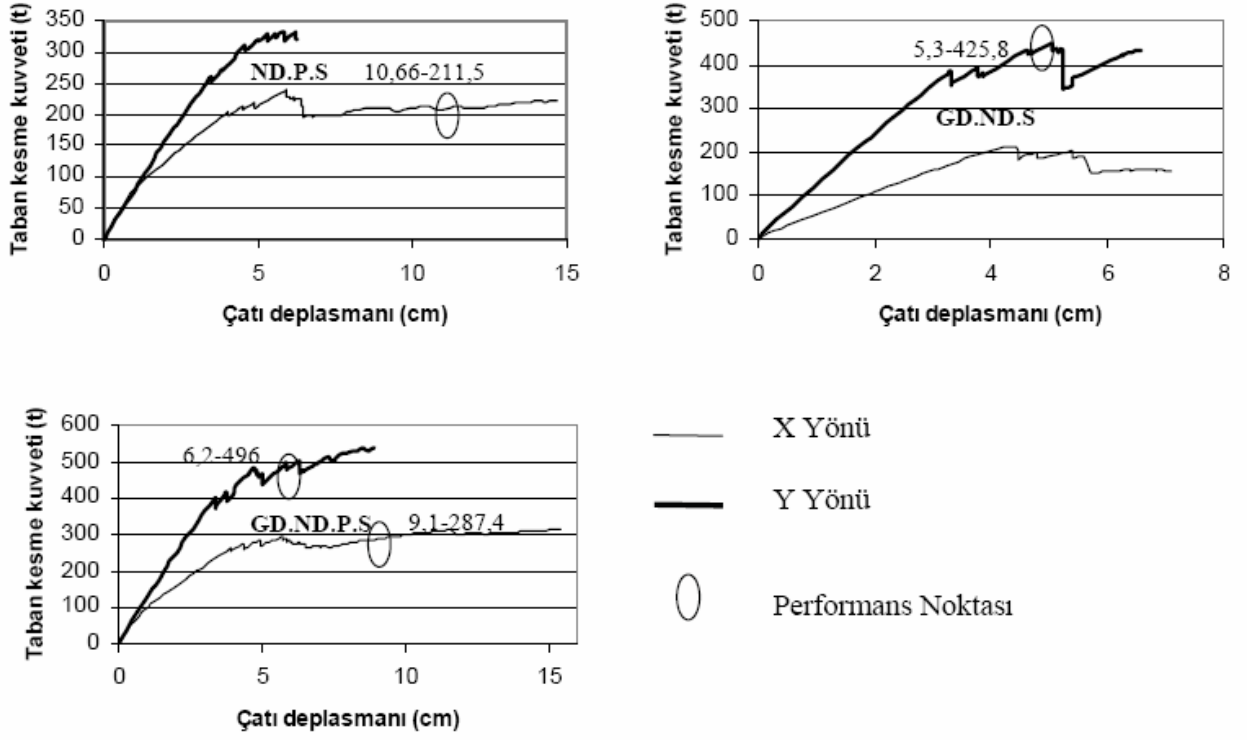 Taban kesme kuvveti (t)
350
300
250
200
150
100
50
0
ND.P.S
10,66-211,5
0 5 10 15
Çatı deplasmanı (cm)
Taban kesme kuvveti (t)
500
400
300
200
100
0
5,3-425,8
GD.ND.S
0 2 4 6 8
Çatı deplasmanı (cm)
Taban kesme kuvveti (t)
600
500
400
300
200
100
0
6,2-496
GD.ND.P.S
9,1-287,4
0 5 10 15
Çatı deplasmanı (cm)
X Yönü
Y Yönü
Performans Noktası